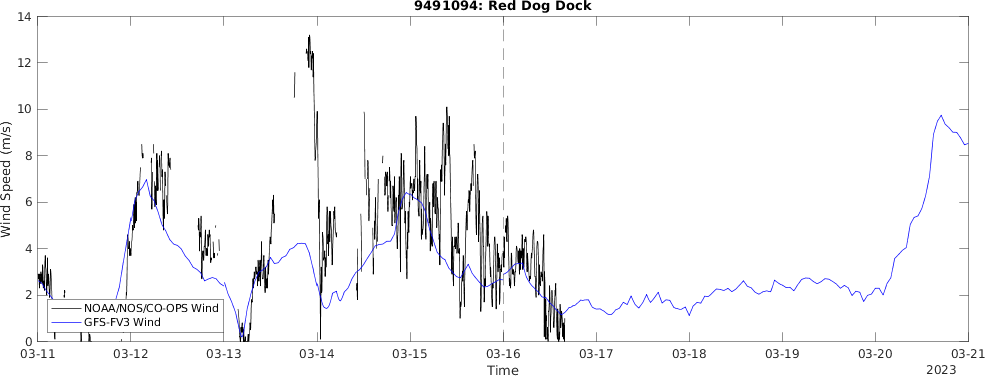 9491094: Red Dog Dock
Wind Speed (m/s)
14
12
10
8
6
4
2
0
NOAA/NOS/CO-OPS Wind
GFS-FV3 Wind
03-11 03-12 03-13 03-14 03-15 03-16 03-17 03-18 03-19 03-20 03-21
Time
2023